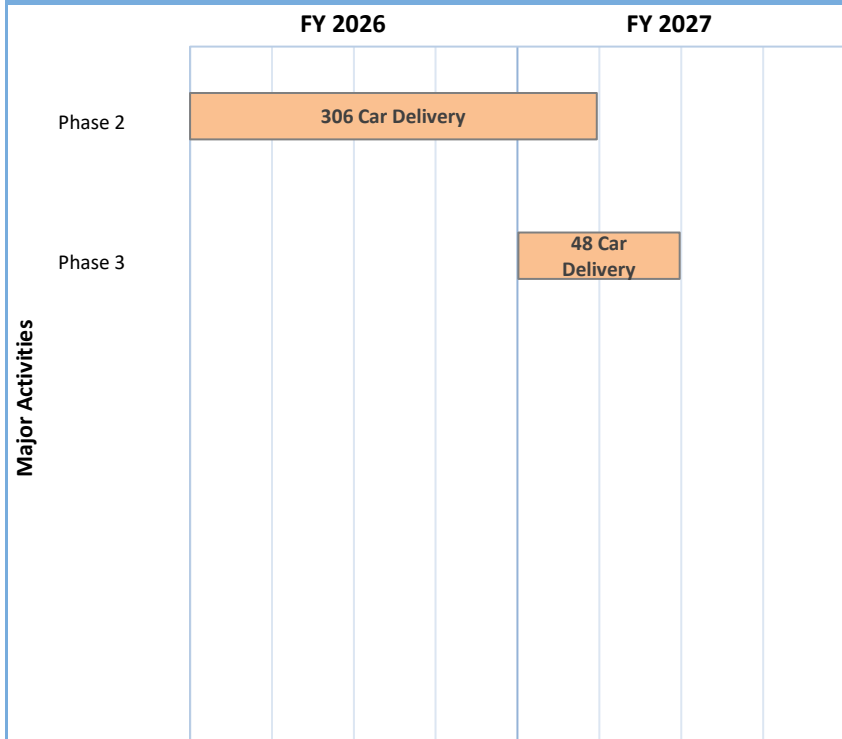 FY 2026
FY 2027
Phase 2
306 Car Delivery
Phase 3
48 Car
Delivery
Major Activities